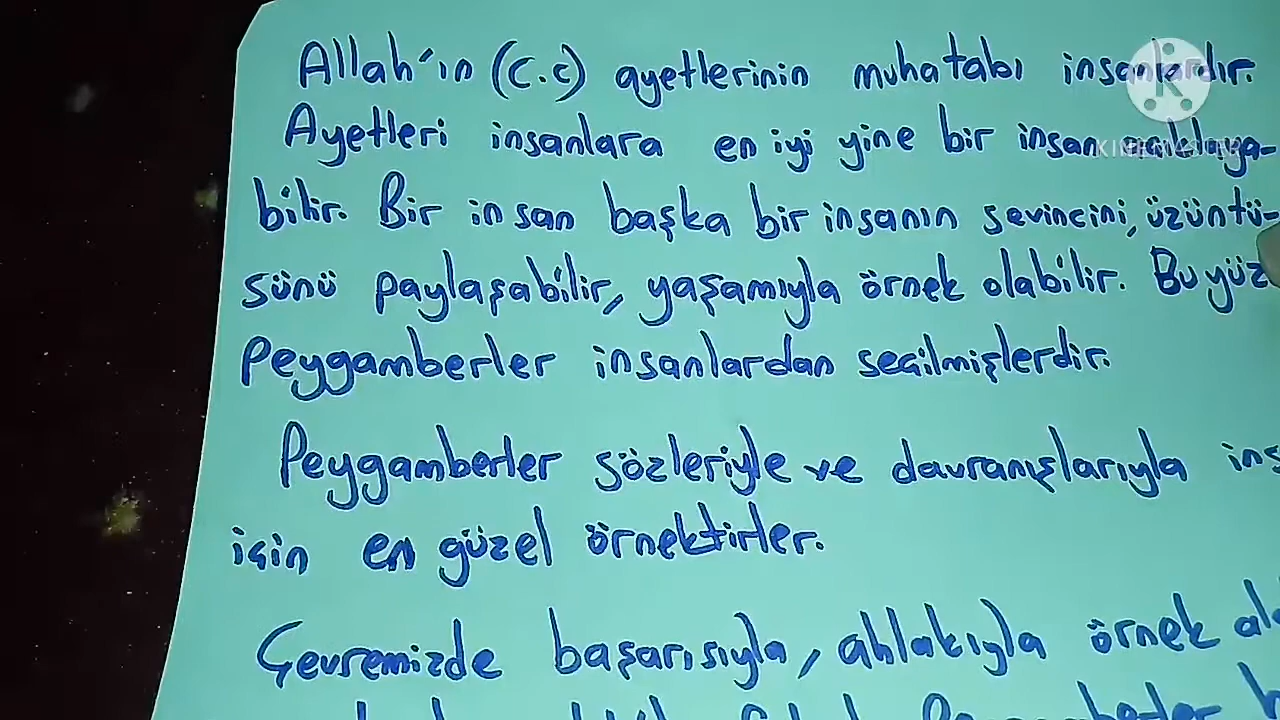 Allah'ın (C.C) ayetlerinin muhatabı insanlardır.
Ayetleri insanlara en iyi yine bir insan açıklaya-
bilir. Bir insan başka bir insanın sevincini, üzüntü-
sünü paylaşabilir, yaşamıyla örnek olabilir. Bu yüz
Peygamberler insanlardan seçilmişlerdir.
Peygamberler sözleriyle ve davranışlarıyla ins
için en güzel örnektirler.
Çevremizde başarısıyla, ahlakıyla örnek al
Peygamberler
K
KINEMASTER